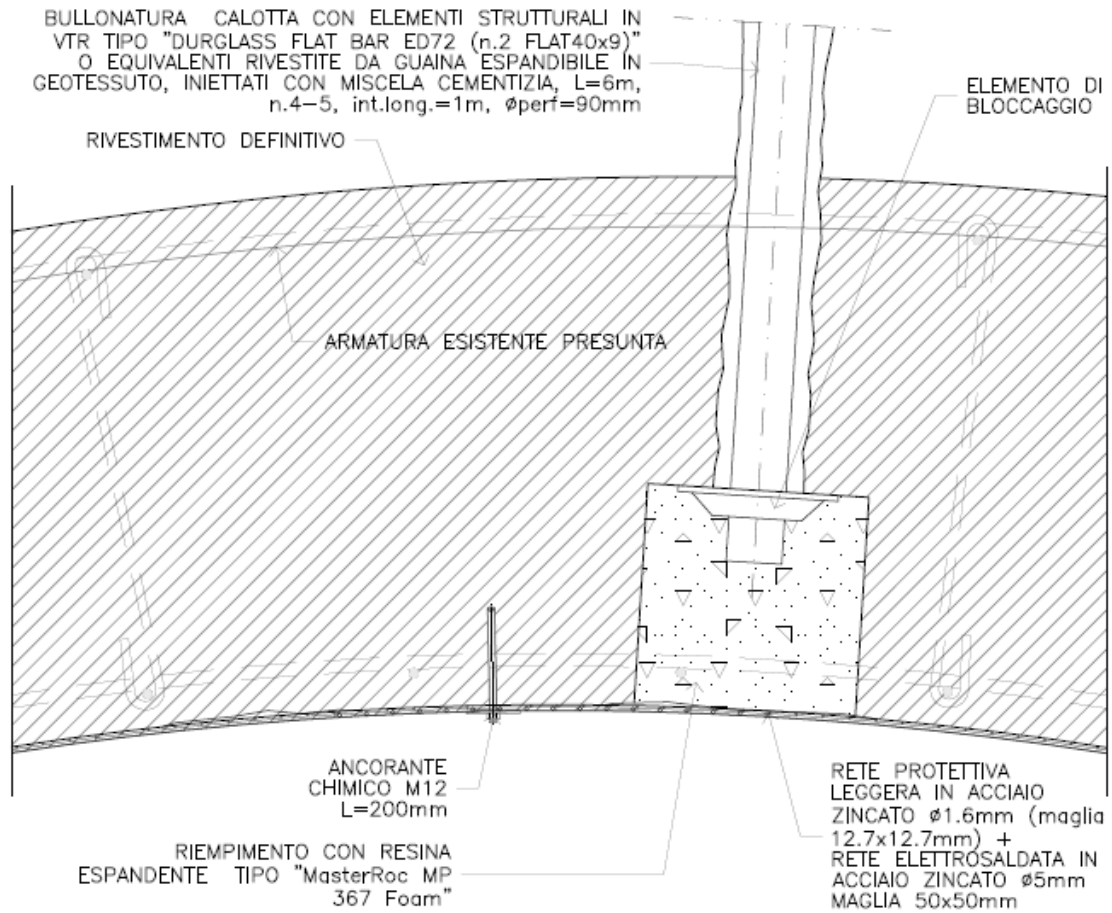 BULLONATURA CALOTTA CON ELEMENTI STRUTTURALI IN
VTR TIPO "DURGLASS FLAT BAR ED72 (n.2 FLAT40x9)"
O EQUIVALENTI RIVESTITE DA GUAINA ESPANDIBILE IN
GEOTESSUTO, INIETTATI CON MISCELA CEMENTIZIA, L=6m,
n.4-5, int.long.=1m, øperf=90mm
ELEMENTO DI
BLOCCAGGIO
RIVESTIMENTO DEFINITIVO
ARMATURA ESISTENTE PRESUNTA
ANCORANTE
CHIMICO M12
L=200mm
RIEMPIMENTO CON RESINA
ESPANDENTE TIPO "MasterRoc MP
367 Foam"
RETE PROTETTIVA
LEGGERA IN ACCIAIO
ZINCATO ø1.6mm (maglia
12.7x12.7mm) +
RETE ELETTROSALDATA IN
ACCIAIO ZINCATO ø5mm
MAGLIA 50x50mm